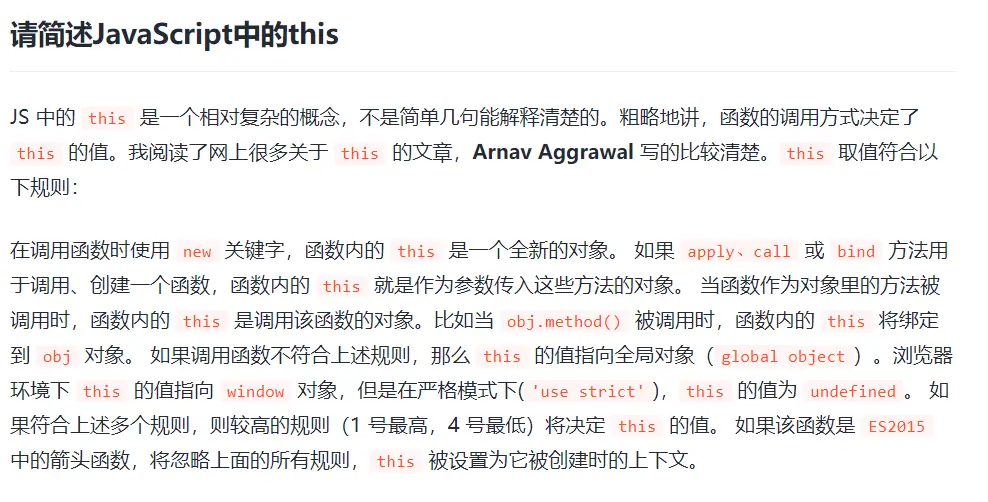 请简述JavaScript中的this
JS 中的 this 是一个相对复杂的概念，不是简单几句能解释清楚的。粗略地讲，函数的调用方式决定了
this 的值。我阅读了网上很多关于 this 的文章，Arnav Aggrawal 写的比较清楚。this 取值符合以
下规则：
在调用函数时使用 new 关键字，函数内的 this 是一个全新的对象。 如果 apply、call 或 bind 方法用
于调用、创建一个函数，函数内的 this 就是作为参数传入这些方法的对象。 当函数作为对象里的方法被
调用时，函数内的 this 是调用该函数的对象。比如当 obj.method() 被调用时，函数内的 this 将绑定
到 obj 对象。 如果调用函数不符合上述规则，那么 this 的值指向全局对象（ global object ）。浏览器
环境下 this 的值指向 window 对象，但是在严格模式下( 'use strict' )，this 的值为 undefined 。 如
果符合上述多个规则，则较高的规则（1 号最高，4 号最低）将决定 this 的值。 如果该函数是 ES2015
中的箭头函数，将忽略上面的所有规则，this 被设置为它被创建时的上下文。